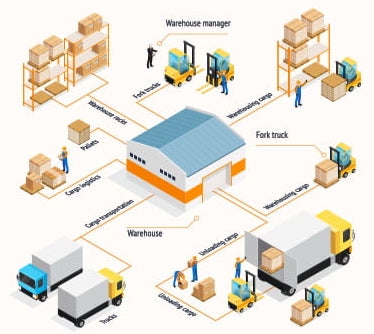 Warehouse manager
Fork trucks
Warehouse racks
Warehousing cargo
Fork truck
Pallets
Cargo logistics
Warehousing cargo
Cargo transportation
Warehouse
Unloading cargo
Unloading cargo
Trucks